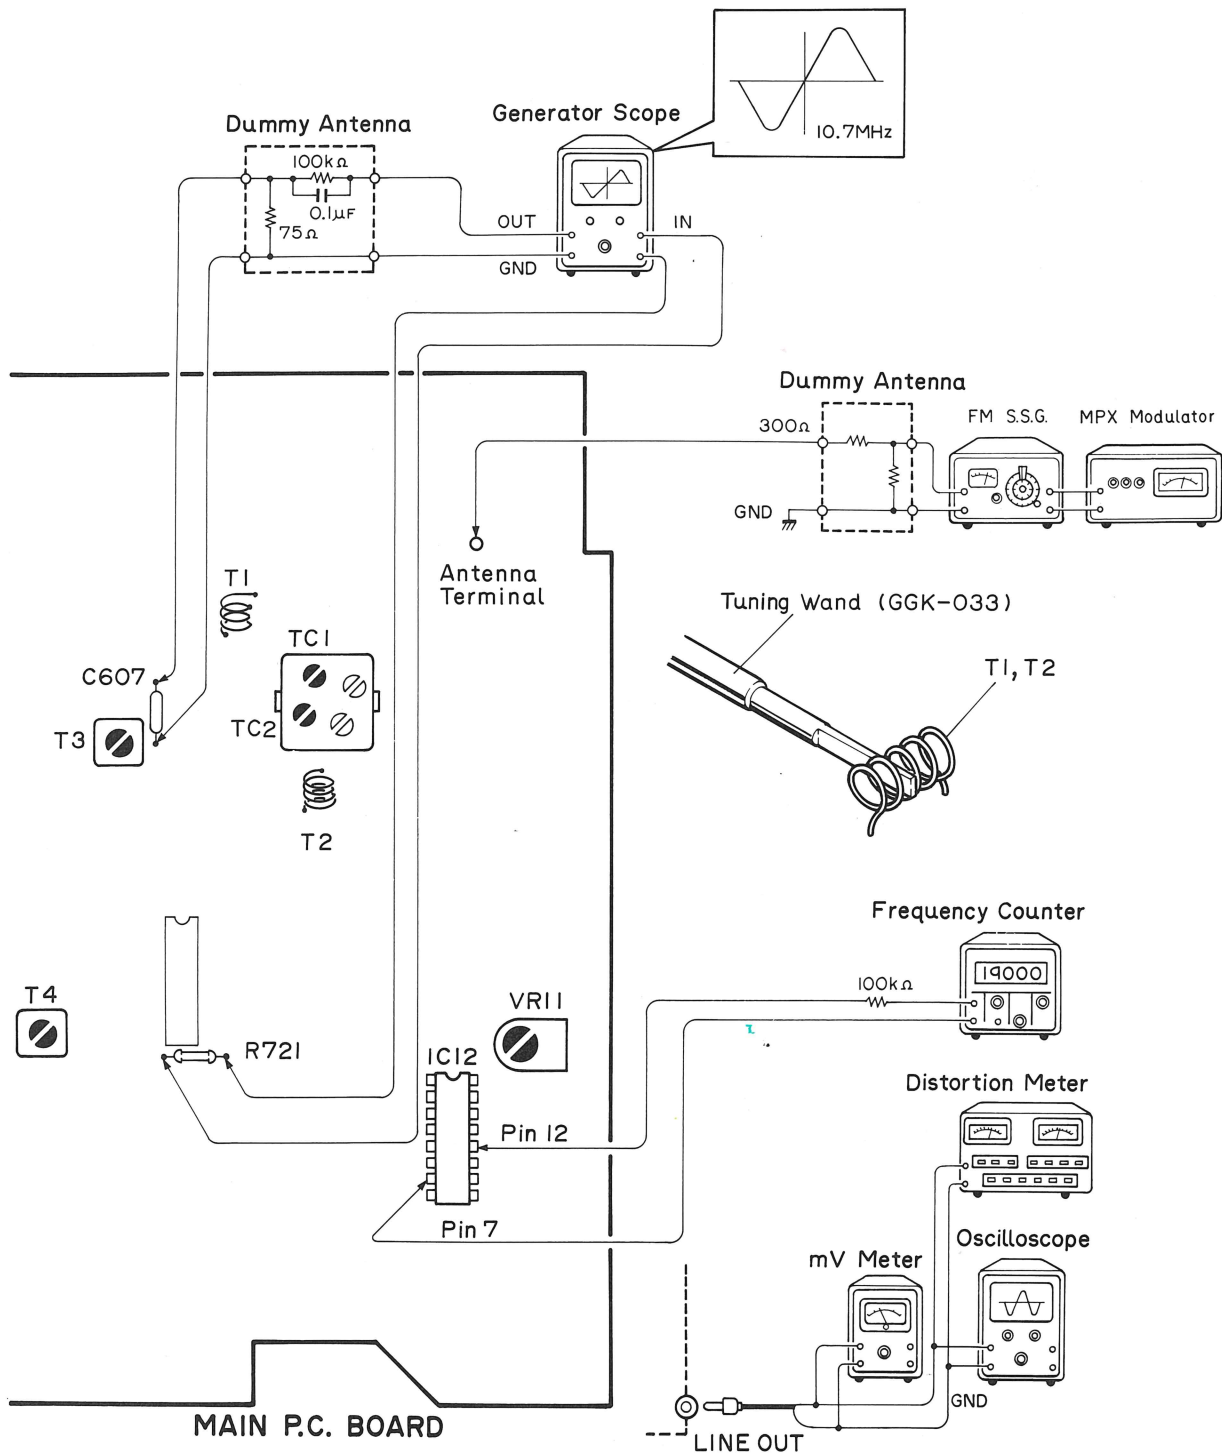 10.7MHz
Generator Scope
Dummy Antenna
100kΩ
0.1μF
75Ω
OUT
IN
GND
Dummy Antenna
FM S.S.G.
MPX Modulator
300Ω
GND
Antenna
Terminal
T1
Tuning Wand (GGK-033)
TC1
T1, T2
C607
TC2
T3
T2
Frequency Counter
19000
100kΩ
T4
VR11
R721
IC12
Distortion Meter
Pin 12
Pin 7
Oscilloscope
mV Meter
GND
MAIN P.C. BOARD
LINE OUT